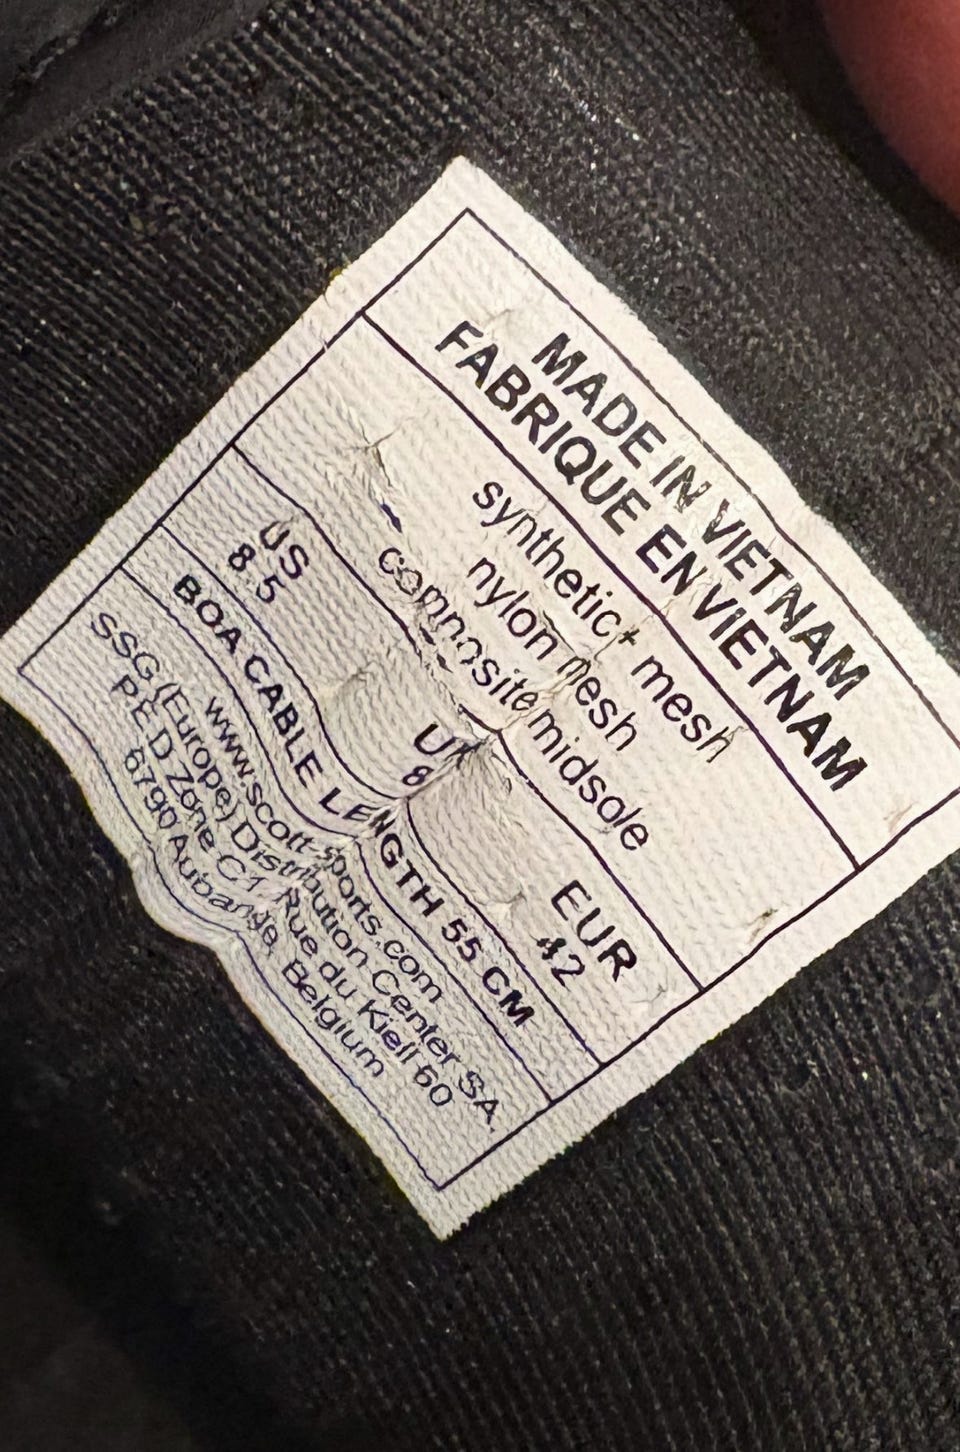 MADE IN VIETNAM
FABRIQUE EN VIETNAM
synthetic+ mesh
nylon mesh
composite midsole
US UK EUR
8.5 8 42
BOA CABLE LENGTH 55 CM
www.scott-sports.com
SSG (Europe) Distribution Center SA.
PE D Zone C1 Rue du Kiell 60
6790 Aubange, Belgium